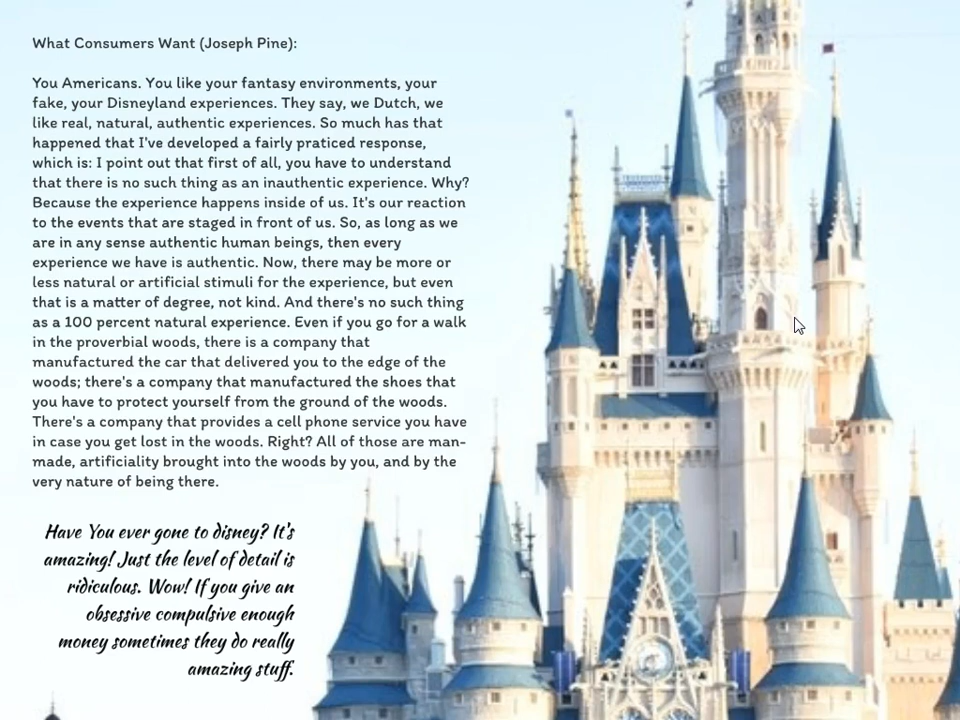 What Consumers Want (Joseph Pine):
You Americans. You like your fantasy environments, your
fake, your Disneyland experiences. They say, we Dutch, we
like real, natural, authentic experiences. So much has that
happened that I've developed a fairly praticed response,
which is: I point out that first of all, you have to understand
that there is no such thing as an inauthentic experience. Why?
Because the experience happens inside of us. It's our reaction
to the events that are staged in front of us. So, as long as we
are in any sense authentic human beings, then every
experience we have is authentic. Now, there may be more or
less natural or artificial stimuli for the experience, but even
that is a matter of degree, not kind. And there's no such thing
as a 100 percent natural experience. Even if you go for a walk
in the proverbial woods, there is a company that
manufactured the car that delivered you to the edge of the
woods; there's a company that manufactured the shoes that
you have to protect yourself from the ground of the woods.
There's a company that provides a cell phone service you have
in case you get lost in the woods. Right? All of those are man-
made, artificiality brought into the woods by you, and by the
very nature of being there.
Have You ever gone to disney? It's
amazing! Just the level of detail is
ridiculous. Wow! If you give an
obsessive compulsive enough
money sometimes they do really
amazing stuff.